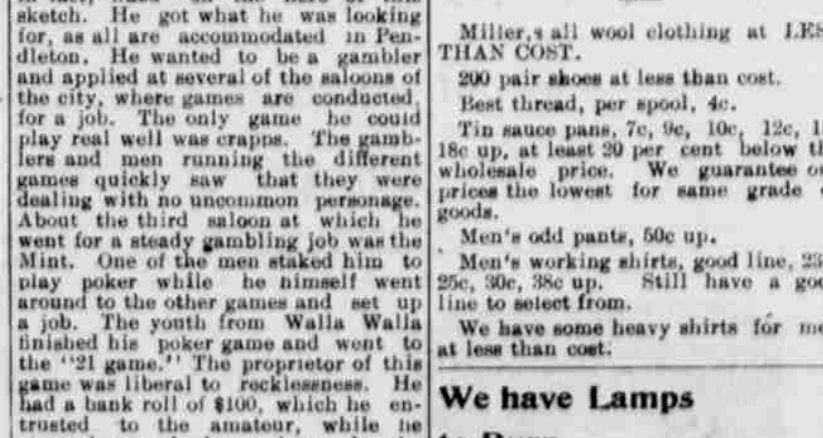 sketch. He got what he was looking
for, as all are accommodated in Pen-
dleton. He wanted to be a gambler
and applied at several of the saloons of
the city, where games are conducted,
for a job. The only game he could
play real well was crapps. The gamb-
lers and men running the different
games quickly saw that they were
dealing with no uncommon personage.
About the third saloon at which he
went for a steady gambling job was the
Mint. One of the men staked him to
play poker while he himself went
around to the other games and set up
a job. The youth from Walla Walla
finished his poker game and went to
the "21 game." The proprietor of this
game was liberal to recklessness. He
had a bank roll of $100, which he en-
trusted to the amateur, while he
Miller,s all wool clothing at LES
THAN COST.
200 pair shoes at less than cost.
Best thread, per spool, 4c.
Tin sauce pans, 7c, 9c, 10c, 12c,
18c up, at least 20 per cent below th
wholesale price. We guarantee ou
prices the lowest for same grade
goods.
Men's odd pants, 50c up.
Men's working shirts, good line, 23
25c, 30c, 38c up. Still have a goo
line to select from.
We have some heavy shirts for me
at less than cost.
We have Lamps